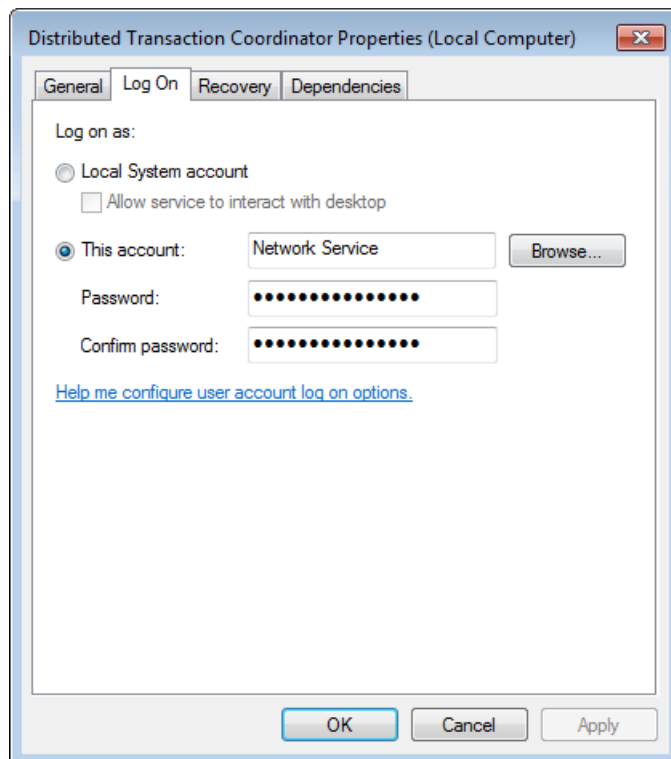 Distributed Transaction Coordinator Properties (Local Computer)
General Log On Recovery Dependencies
Log on as:
Local System account
Allow service to interact with desktop
This account: Network Service Browse...
Password: •••••••••••••••
Confirm password: •••••••••••••••
Help me configure user account log on options.
OK Cancel Apply